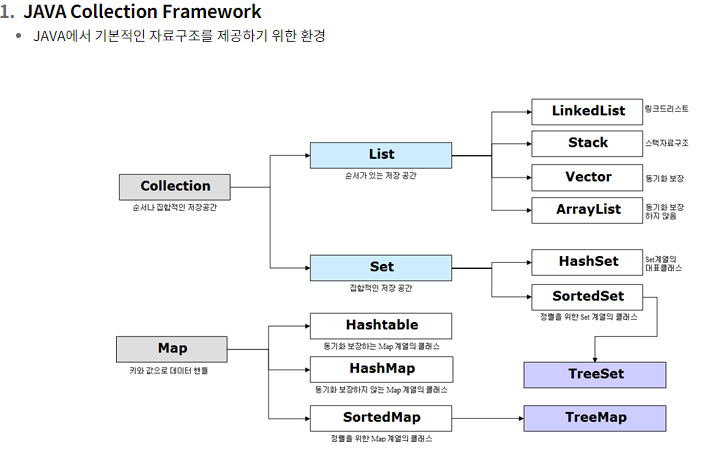 1. JAVA Collection Framework
JAVA에서 기본적인 자료구조를 제공하기 위한 환경
LinkedList
링크드리스트
List
순서가 있는 저장 공간
Stack
스택자료구조
Collection
순서나 집합적인 저장공간
Vector
동기화 보장
ArrayList
동기화 보장
하지 않음
Set
집합적인 저장 공간
HashSet
Set계열의
대표클래스
SortedSet
정렬을 위한 Set 계열의 클래스
Map
키와 값으로 데이터 핸들
Hashtable
동기화 보장하는 Map 계열의 클래스
HashMap
동기화 보장하지 않는 Map 계열의 클래스
TreeSet
SortedMap
정렬을 위한 Map 계열의 클래스
TreeMap